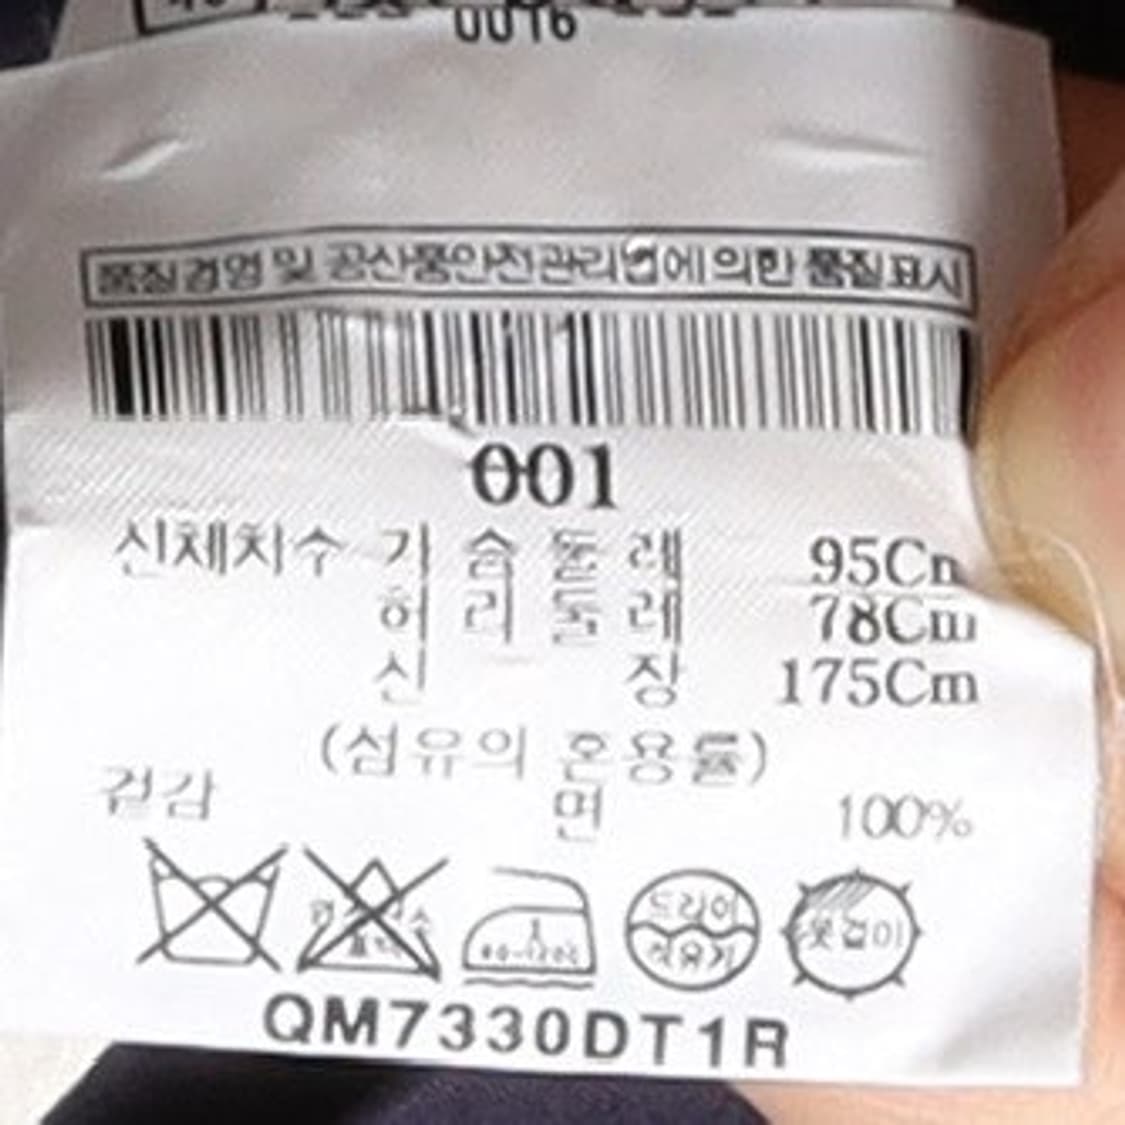 0016
품질경영 및 공산품안전관리법에 의한 품질표시
001
신체치수 가슴둘레 95Cm
허리둘레 78Cm
신장 175Cm
(섬유의 혼용률)
겉감 면 100%
드라이
석유계
옷걸이
QM7330DT1R